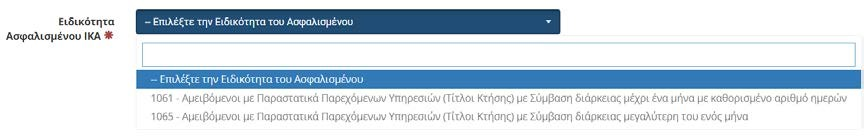 Ειδικότητα
Ασφαλισμένου ΙΚΑ *
-- Επιλέξτε την Ειδικότητα του Ασφαλισμένου
-- Επιλέξτε την Ειδικότητα του Ασφαλισμένου
1061 - Αμειβόμενοι με Παραστατικά Παρεχόμενων Υπηρεσιών (Τίτλοι Κτήσης) με Σύμβαση διάρκειας μέχρι ένα μήνα με καθορισμένο αριθμό ημερών
1065 - Αμειβόμενοι με Παραστατικά Παρεχόμενων Υπηρεσιών (Τίτλοι Κτήσης) με Σύμβαση διάρκειας μεγαλύτερη του ενός μήνα